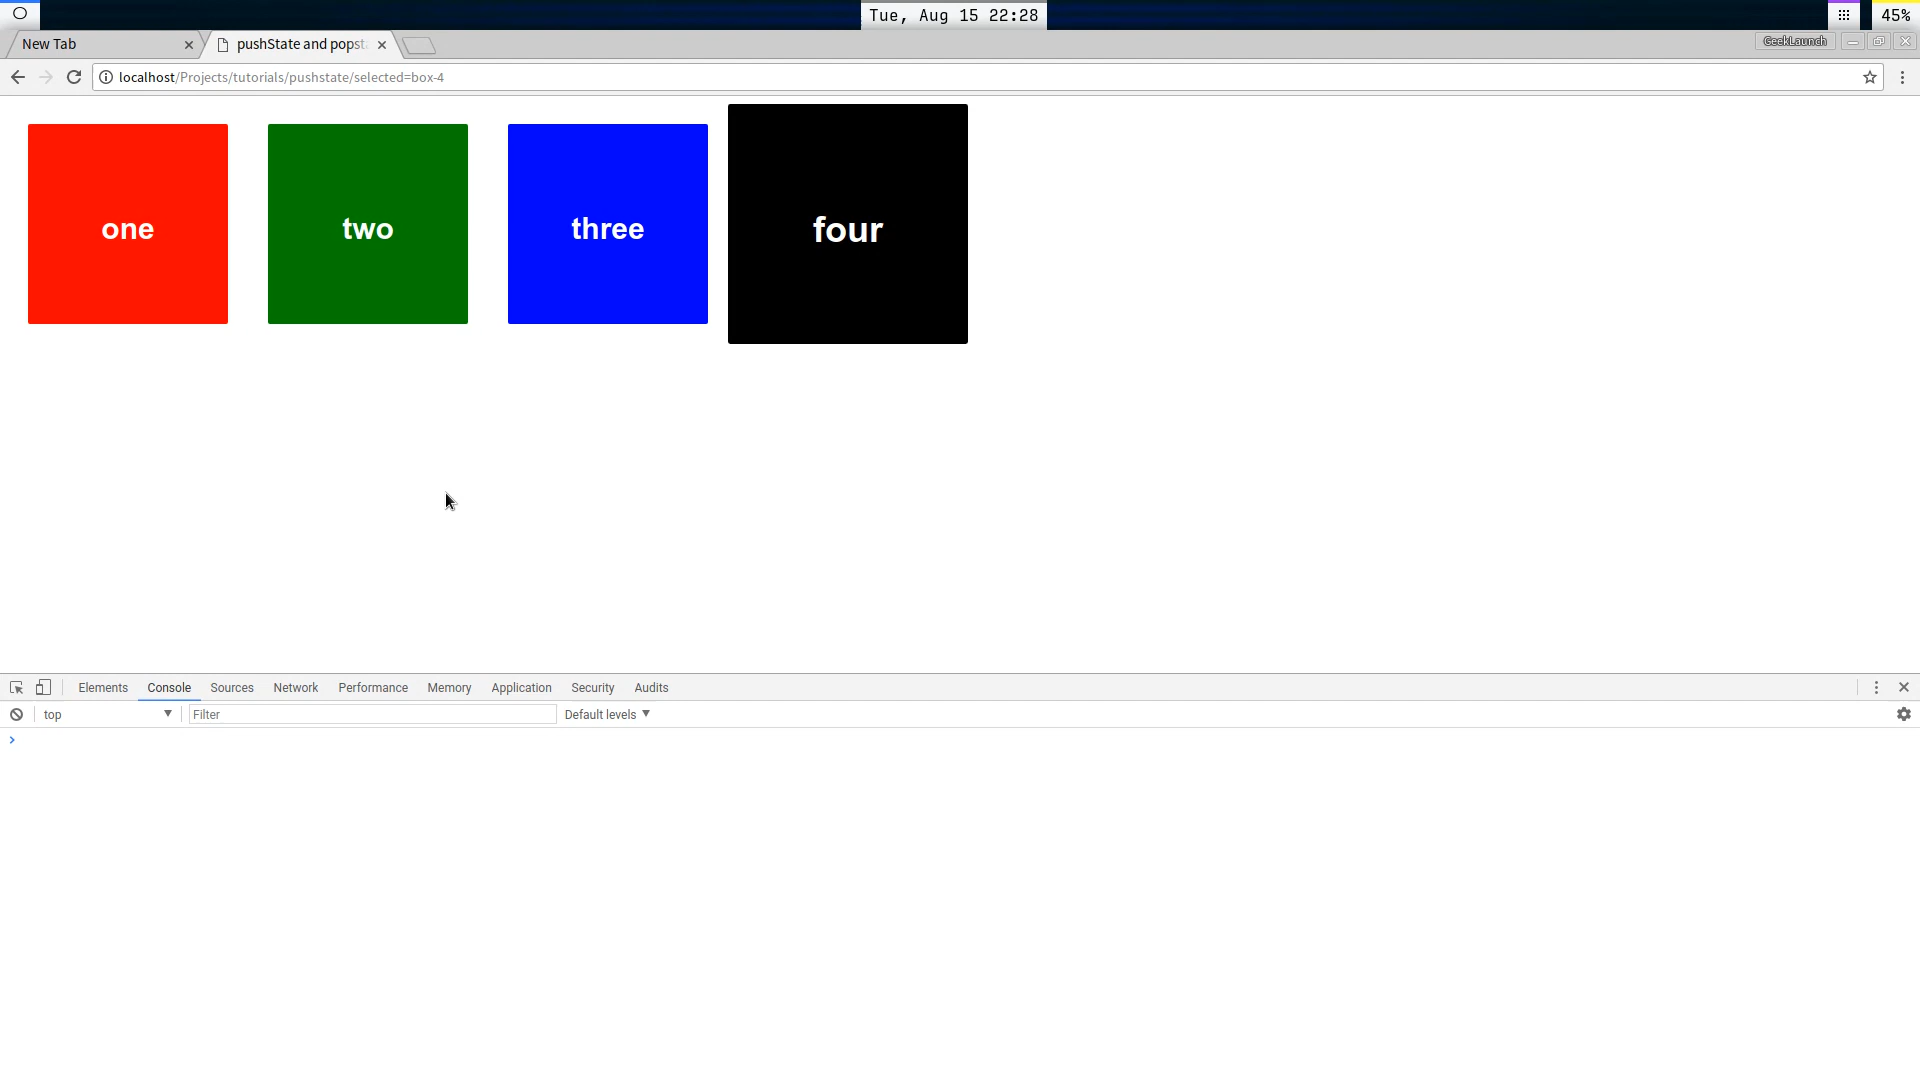 Tue, Aug 15 22:28
45%
New Tab
pushState and popst
GeekLaunch
localhost/Projects/tutorials/pushstate/selected=box-4
one
two
three
four
Elements Console Sources Network Performance Memory Application Security Audits
top
Filter
Default levels